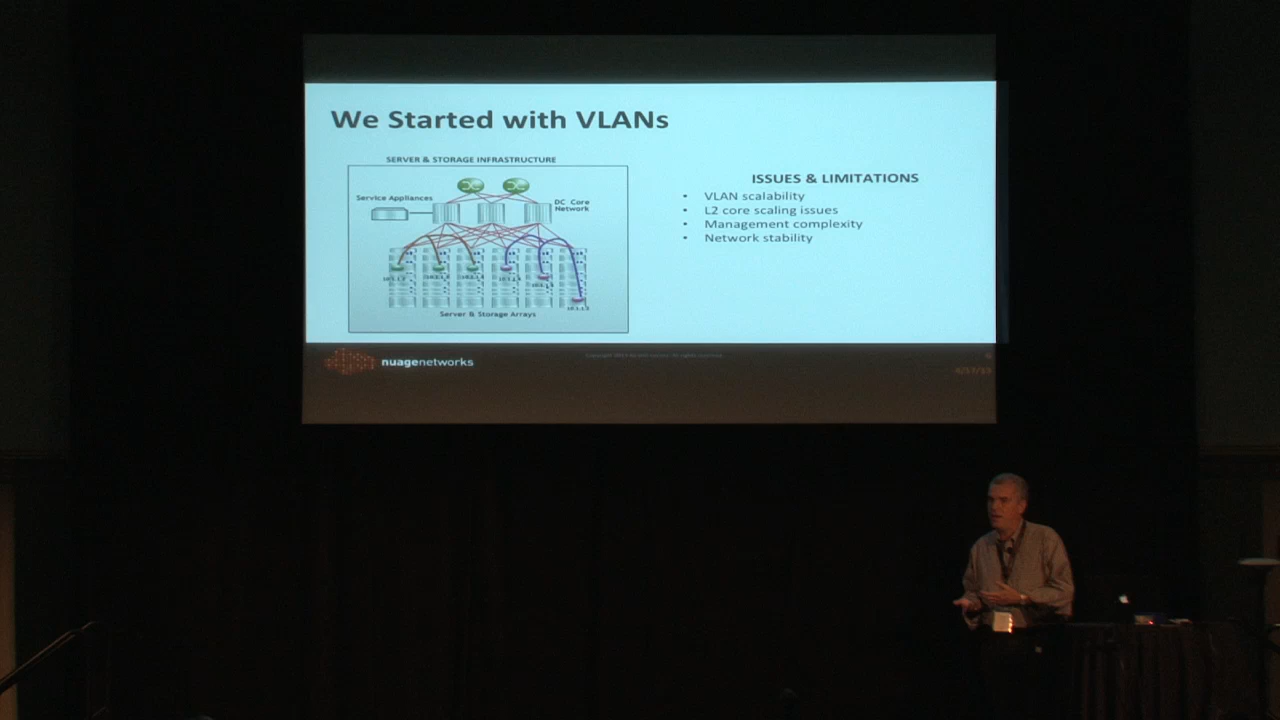 We Started with VLANs
SERVER & STORAGE INFRASTRUCTURE
Service Appliances
DC Core
Network
Server & Storage Arrays
ISSUES & LIMITATIONS
• VLAN scalability
• L2 core scaling issues
• Management complexity
• Network stability
nuagenetworks